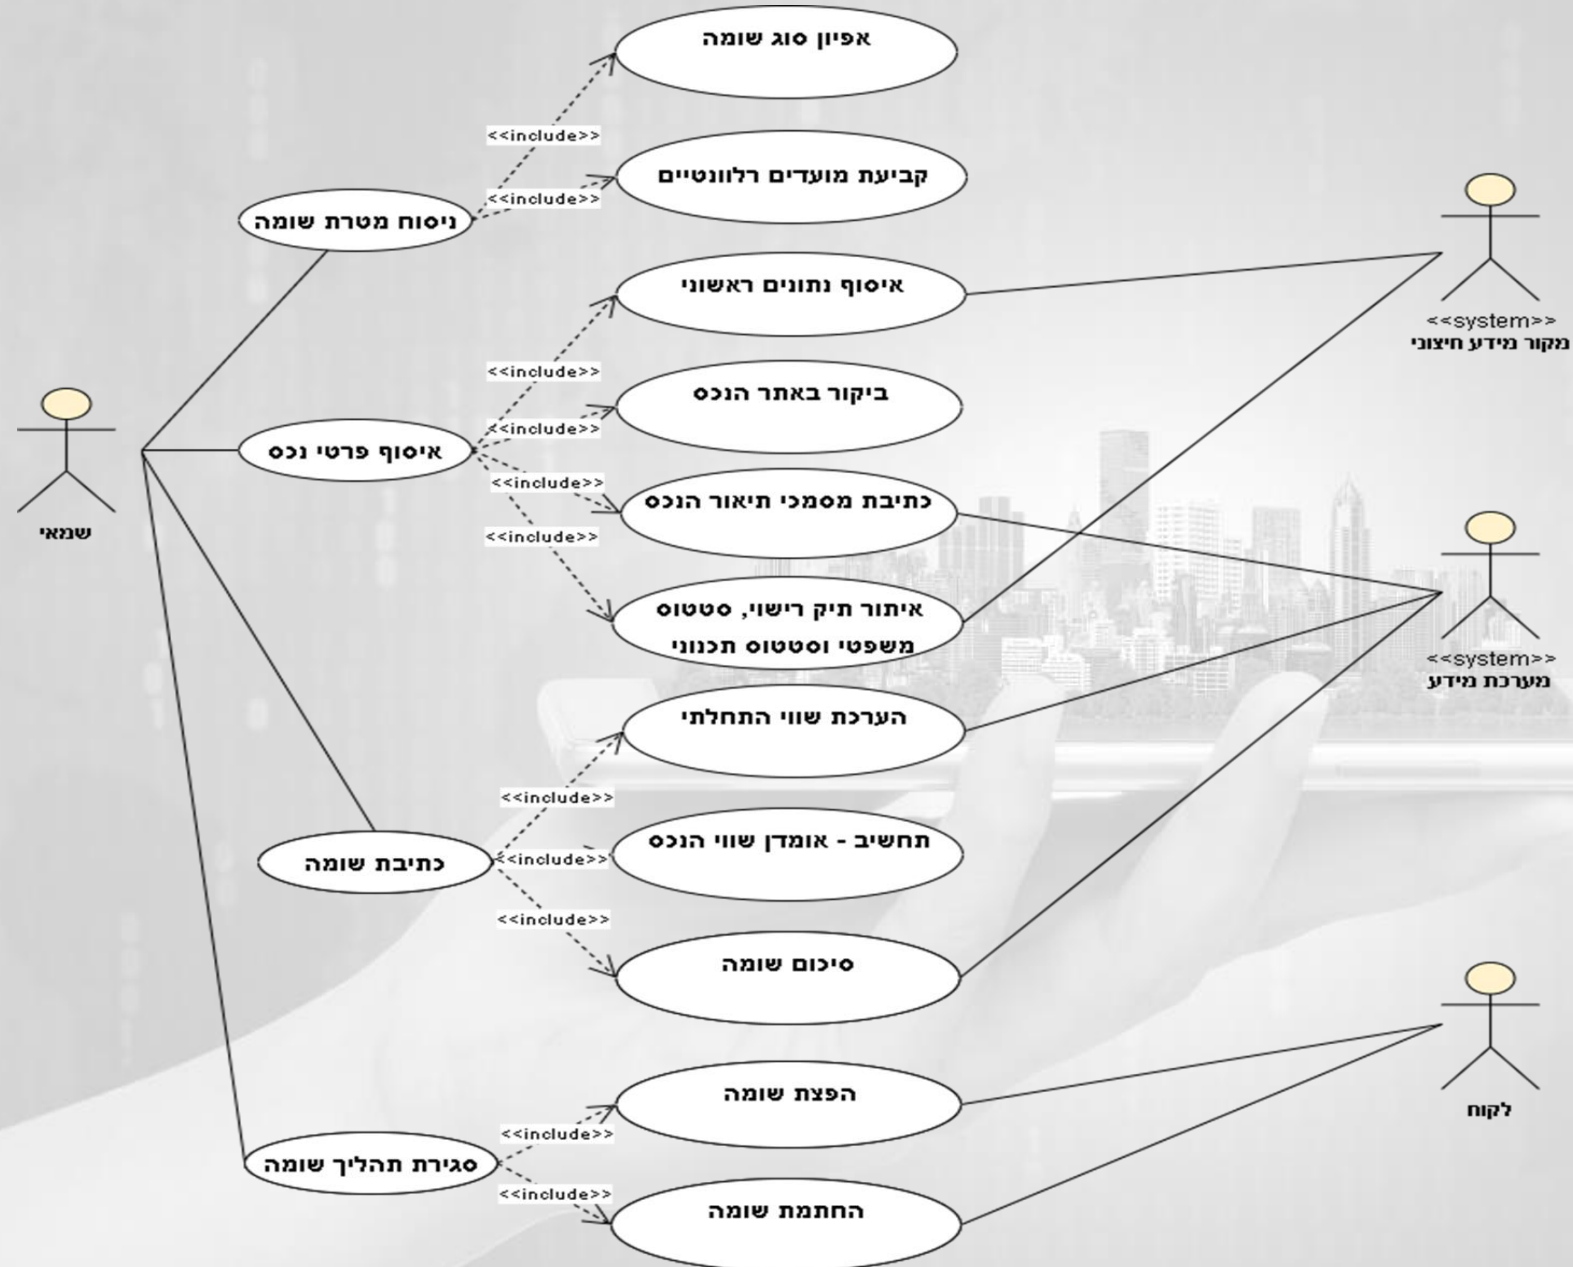 אפיון סוג שומה
<<include>>
קביעת מועדים רלוונטיים
<<include>>
ניסוח מטרת שומה
איסוף נתונים ראשוני
<<system>>
מקור מידע חיצוני
<<include>>
ביקור באתר הנכס
<<include>>
איסוף פרטי נכס
<<include>>
כתיבת מסמכי תיאור הנכס
שמאי
<<include>>
איתור תיק רישוי, סטטוס
משפטי וסטטוס תכנוני
<<system>>
מערכת מידע
הערכת שווי התחלתי
<<include>>
תחשיב - אומדן שווי הנכס
<<include>>
כתיבת שומה
<<include>>
סיכום שומה
הפצת שומה
לקוח
<<include>>
סגירת תהליך שומה
<<include>>
החתמת שומה